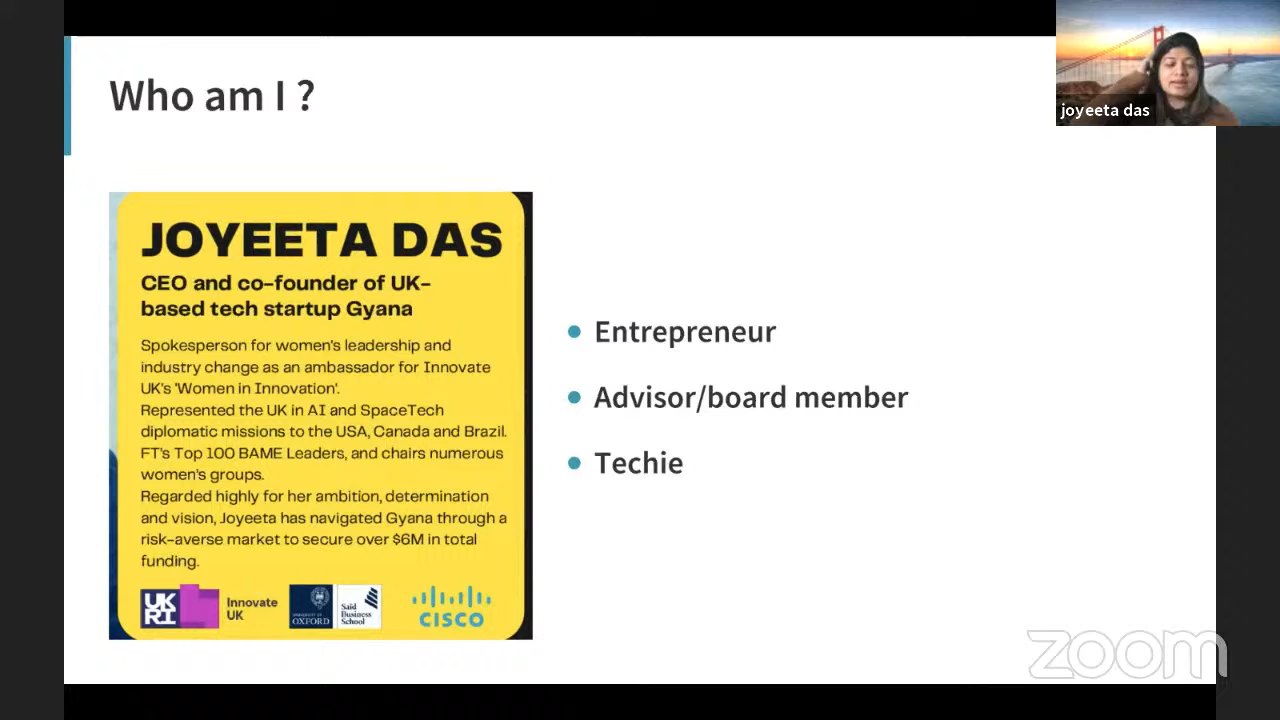 Who am I ?
joyeeta das
JOYEETA DAS
CEO and co-founder of UK-
based tech startup Gyana
Spokesperson for women's leadership and
industry change as an ambassador for Innovate
UK's 'Women in Innovation'.
Represented the UK in AI and SpaceTech
diplomatic missions to the USA, Canada and Brazil.
FT's Top 100 BAME Leaders, and chairs numerous
women's groups.
Regarded highly for her ambition, determination
and vision, Joyeeta has navigated Gyana through a
risk-averse market to secure over $6M in total
funding.
UK
RI
Innovate
UK
UNIVERSITY OF
OXFORD
Saïd
Business
School
CISCO
Entrepreneur
Advisor/board member
Techie
zoom